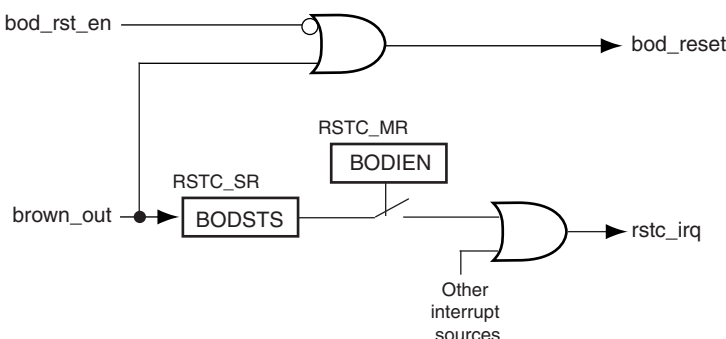 bod_rst_en
bod_reset
RSTC_MR
BODIEN
RSTC_SR
brown_out
BODSTS
rstc_irq
Other
interrupt
sources